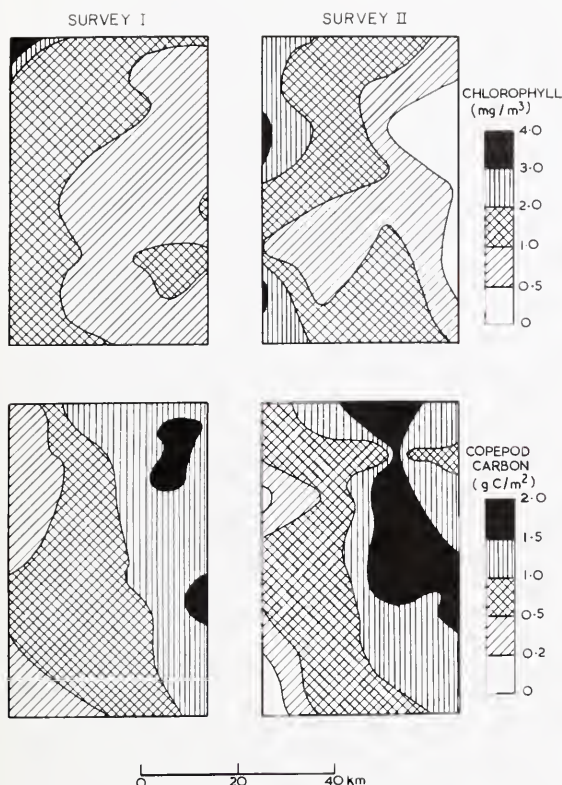 SURVEY I
SURVEY II
CHLOROPHYLL
(mg/m³)
4·0
3·0
2·0
1·0
0·5
0
COPEPOD
CARBON
(g C/m²)
2·0
1·5
1·0
0·5
0·2
0
0 20 40 km